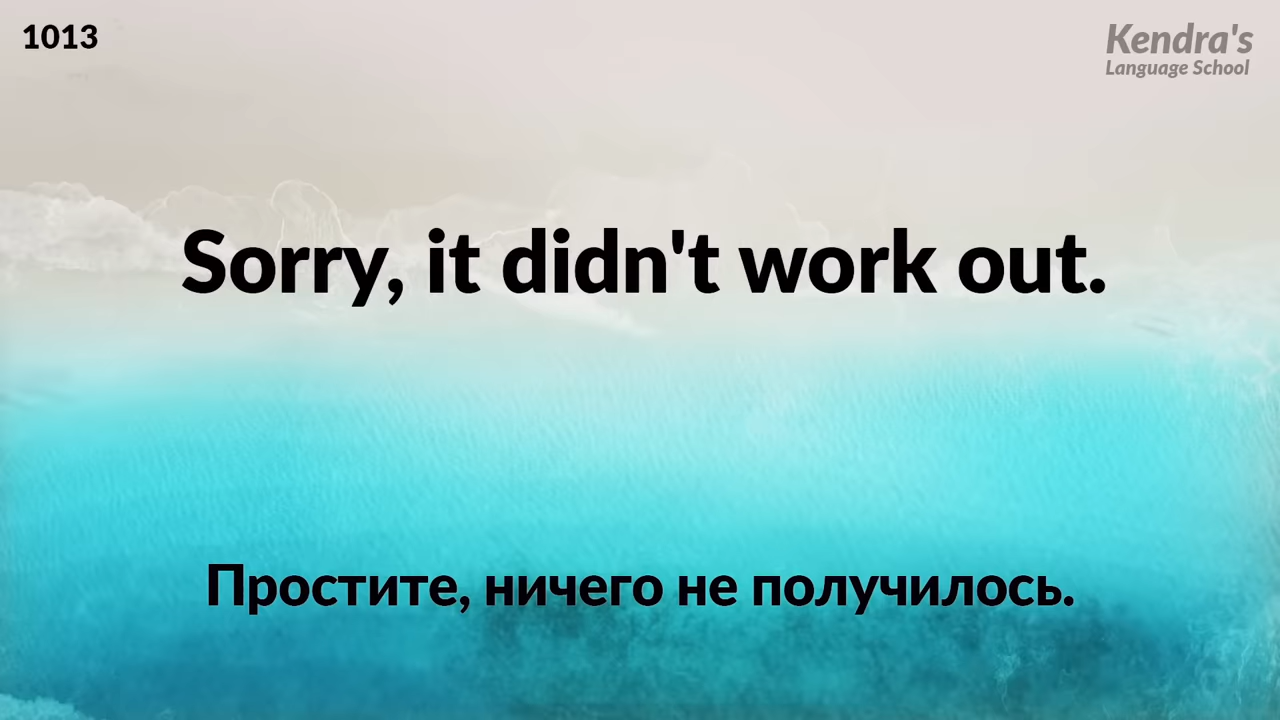 1013
Kendra's
Language School
Sorry, it didn't work out.
Простите, ничего не получилось.